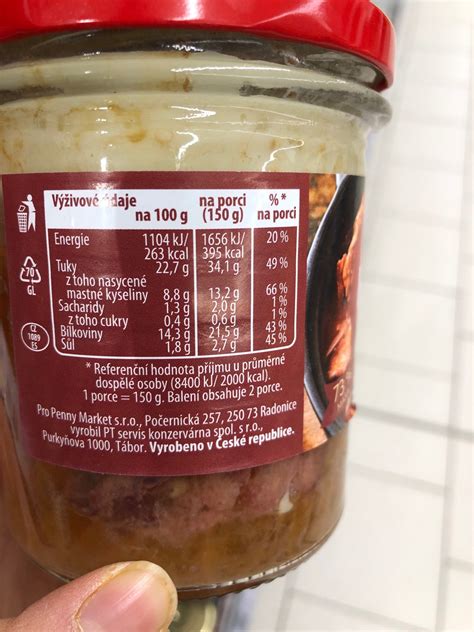 Výživové údaje na porci % *
na 100 g (150 g) na porci
Energie 1104 kJ/ 1656 kJ/ 20 %
263 kcal 395 kcal
Tuky 22,7 g 34,1 g 49 %
z toho nasycené
mastné kyseliny 8,8 g 13,2 g 66 %
Sacharidy 1,3 g 2,0 g 1 %
z toho cukry 0,4 g 0,6 g 1 %
Bílkoviny 14,3 g 21,5 g 43 %
Sůl 1,8 g 2,7 g 45 %
* Referenční hodnota příjmu u průměrné
dospělé osoby (8400 kJ/ 2000 kcal).
1 porce = 150 g. Balení obsahuje 2 porce.
Pro Penny Market s.r.o., Počernická 257, 250 73 Radonice
vyrobil PT servis konzervárna spol. s r.o.,
Purkyňova 1000, Tábor. Vyrobeno v České republice.
70
GL
CZ
1089
ES